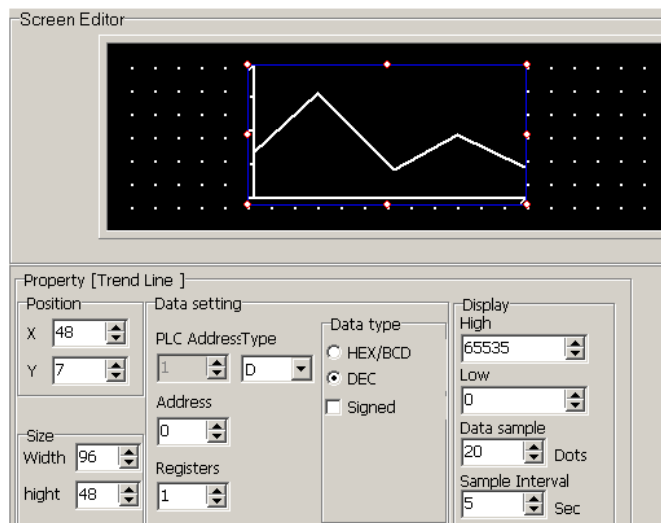 Screen Editor
Property [Trend Line ]
Position
X 48
Y 7
Size
Width 96
hight 48
Data setting
PLC AddressType
1 D
Address
0
Registers
1
Data type
HEX/BCD
DEC
Signed
Display
High
65535
Low
0
Data sample
20 Dots
Sample Interval
5 Sec